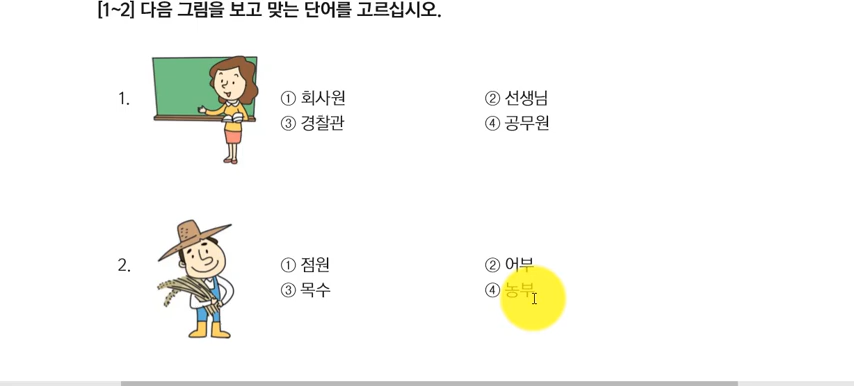 [1~2] 다음 그림을 보고 맞는 단어를 고르십시오.
1.
① 회사원 ② 선생님
③ 경찰관 ④ 공무원
2.
① 점원 ② 어부
③ 목수 ④ 농부